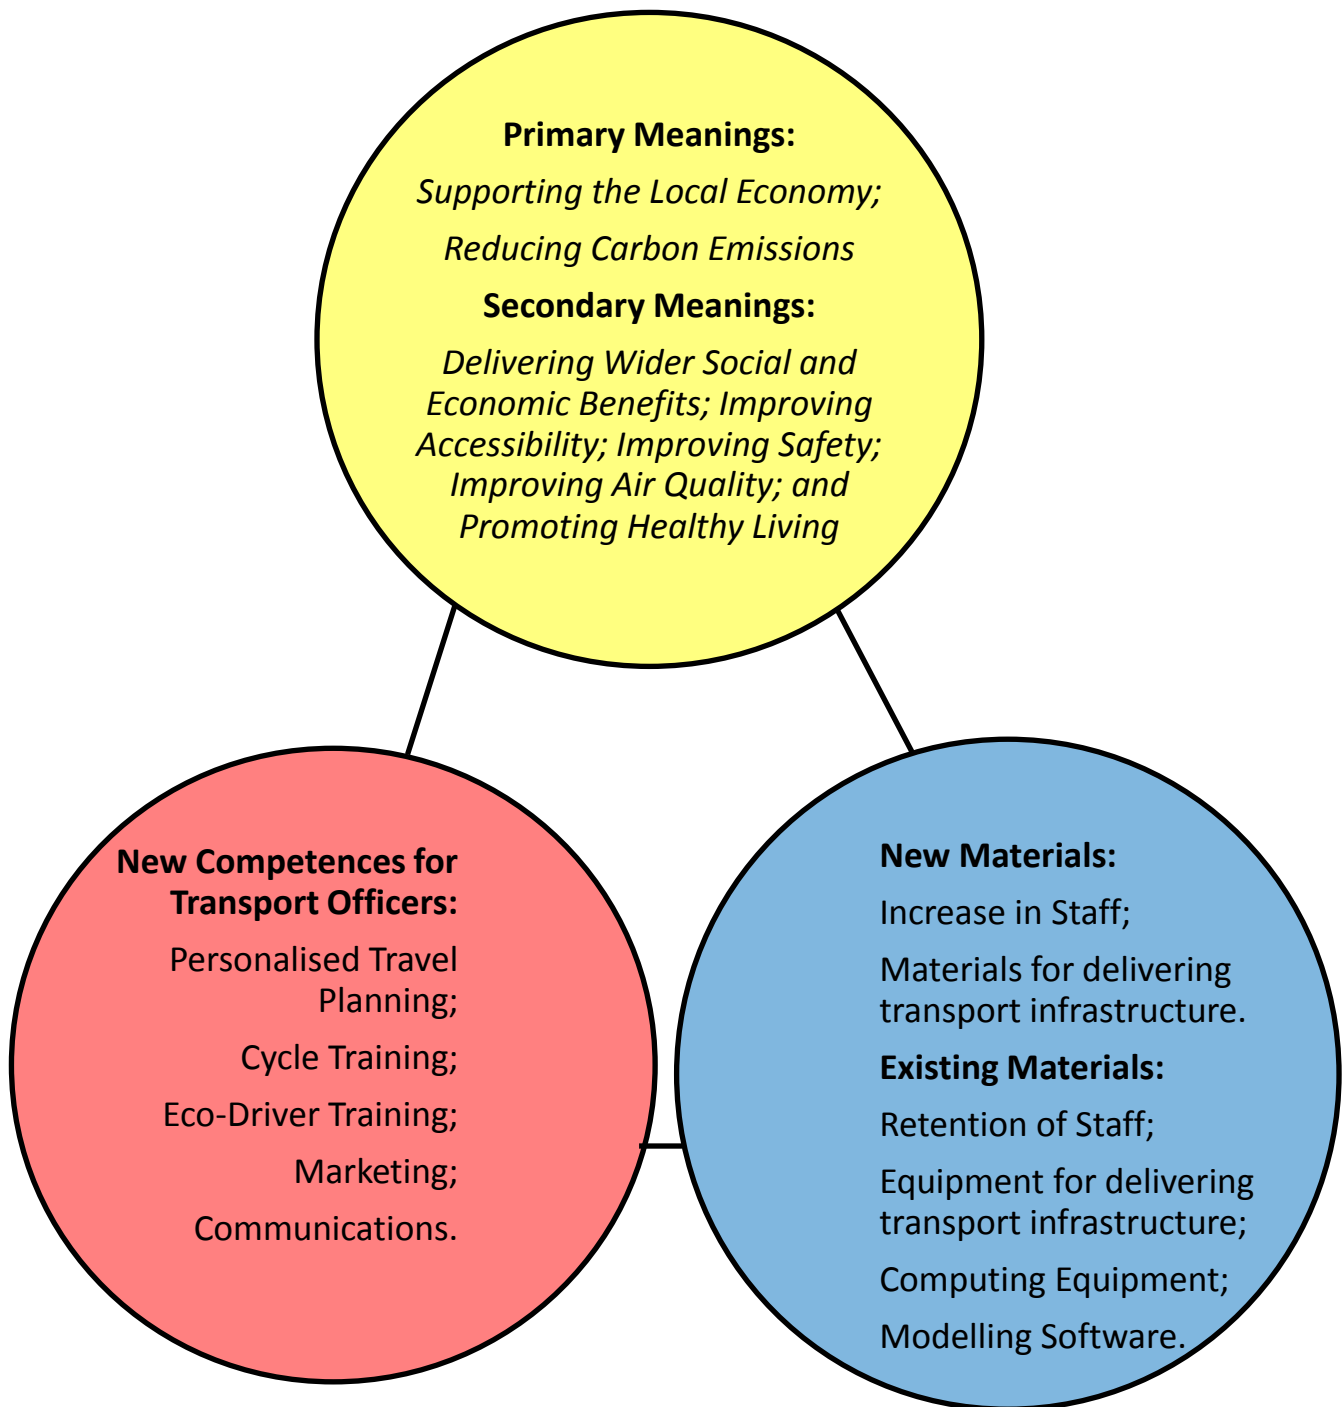 Primary Meanings:
Supporting the Local Economy;
Reducing Carbon Emissions
Secondary Meanings:
Delivering Wider Social and
Economic Benefits; Improving
Accessibility; Improving Safety;
Improving Air Quality; and
Promoting Healthy Living
New Competences for
Transport Officers:
Personalised Travel
Planning;
Cycle Training;
Eco-Driver Training;
Marketing;
Communications.
New Materials:
Increase in Staff;
Materials for delivering
transport infrastructure.
Existing Materials:
Retention of Staff;
Equipment for delivering
transport infrastructure;
Computing Equipment;
Modelling Software.